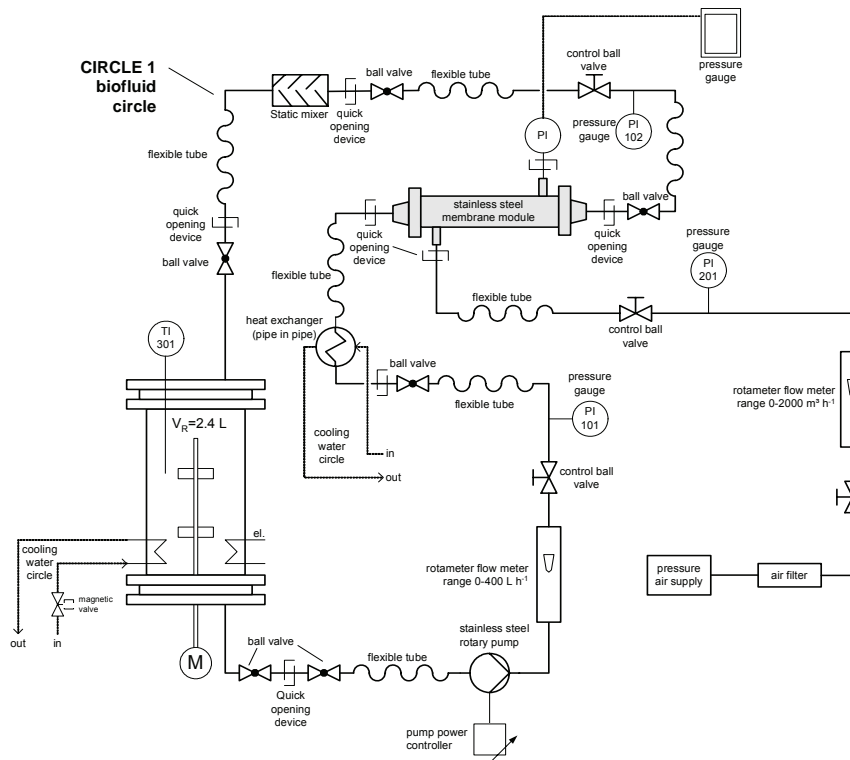 CIRCLE 1
biofluid
circle
Static mixer
quick
opening
device
ball valve
flexible tube
control ball
valve
pressure
gauge
PI
102
pressure
gauge
PI
flexible tube
quick
opening
device
ball valve
stainless steel
membrane module
quick
opening
device
ball valve
quick
opening
device
pressure
gauge
PI
201
flexible tube
flexible tube
control ball
valve
heat exchanger
(pipe in pipe)
TI
301
ball valve
flexible tube
pressure
gauge
PI
101
rotameter flow meter
range 0-2000 m³ h-1
VR=2.4 L
cooling
water
circle
in
out
control ball
valve
el.
cooling
water
circle
magnetic
valve
out
in
rotameter flow meter
range 0-400 L h-1
pressure
air supply
air filter
M
ball valve
Quick
opening
device
flexible tube
stainless steel
rotary pump
pump power
controller